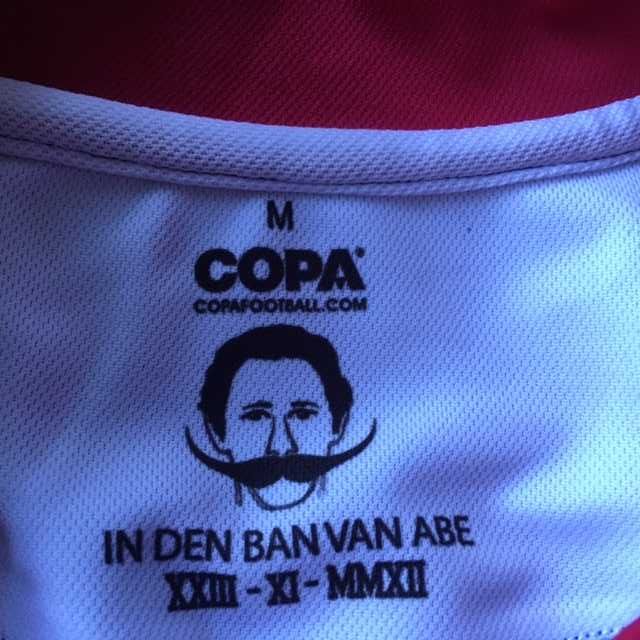 M
COPA®
COPAFOOTBALL.COM
IN DEN BAN VAN ABE
XXIII - XI - MMXII